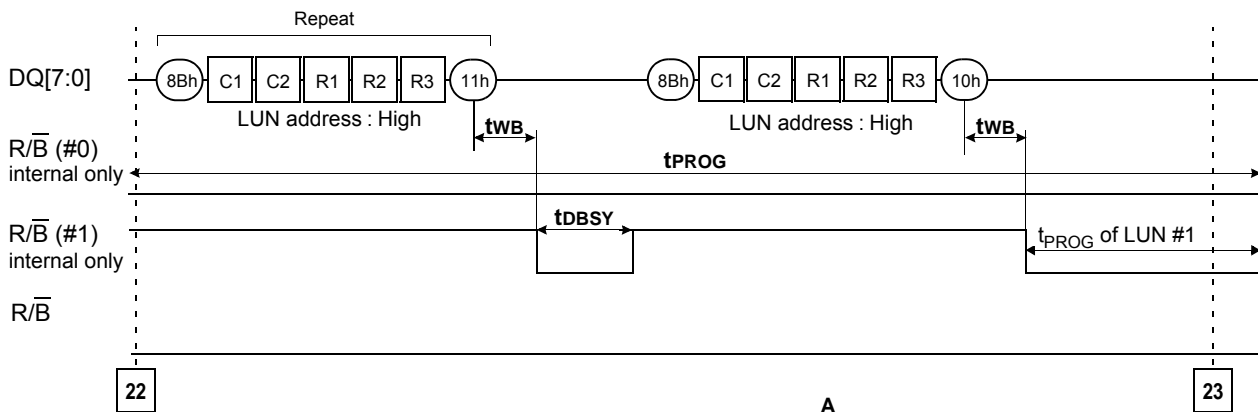 Repeat
DQ[7:0] 8Bh C1 C2 R1 R2 R3 11h 8Bh C1 C2 R1 R2 R3 10h
LUN address : High LUN address : High
tWB tWB
R/B̅ (#0)
internal only
tPROG
R/B̅ (#1)
internal only
tDBSY
tPROG of LUN #1
R/B̅
22 23
A